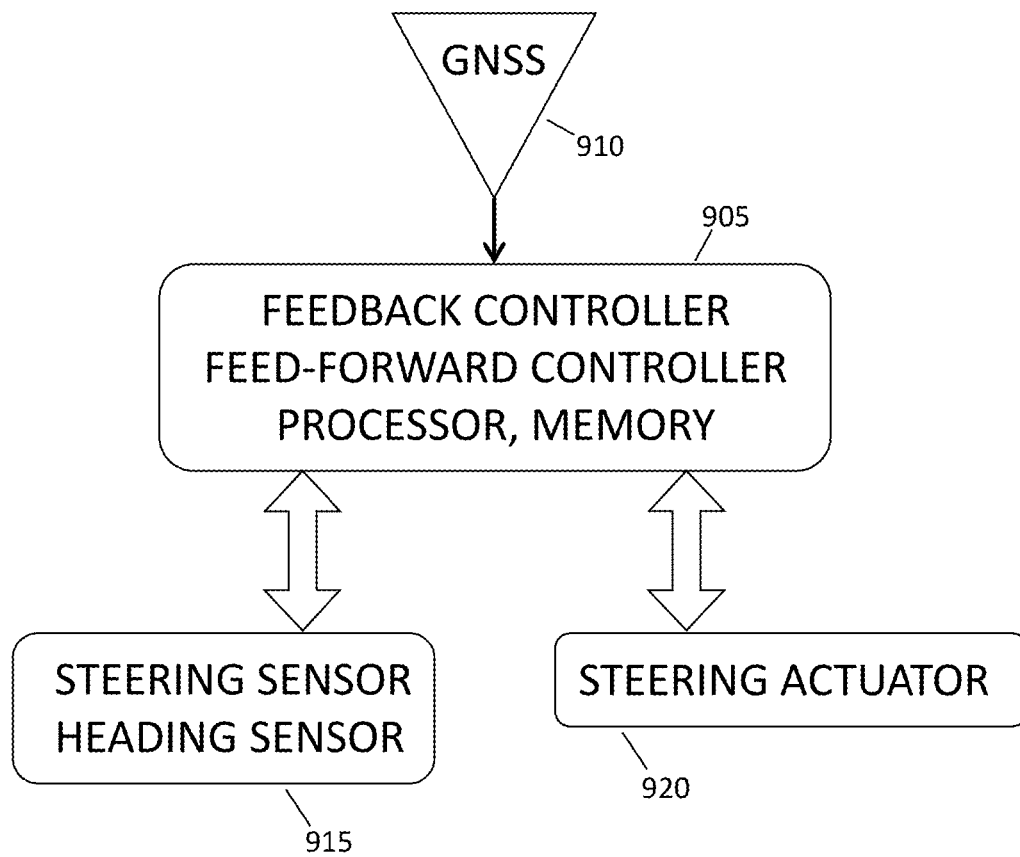 GNSS
910
905
FEEDBACK CONTROLLER
FEED-FORWARD CONTROLLER
PROCESSOR, MEMORY
STEERING SENSOR
HEADING SENSOR
915
STEERING ACTUATOR
920